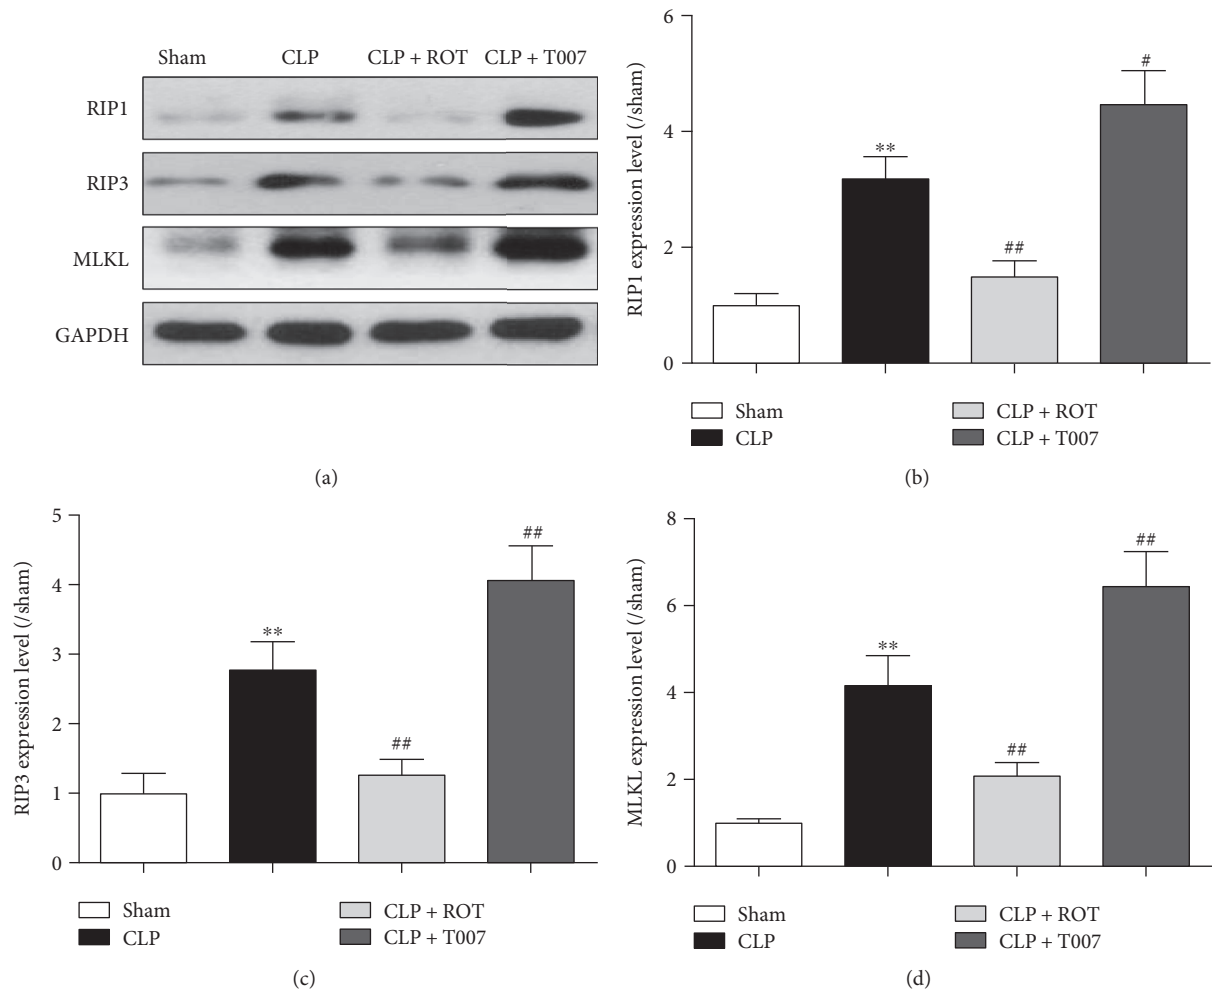 Sham CLP CLP + ROT CLP + T007
RIP1
RIP3
MLKL
GAPDH
(a)
RIP1 expression level (/sham)
6
4
2
0
**
##
#
Sham
CLP
CLP + ROT
CLP + T007
(b)
RIP3 expression level (/sham)
5
4
3
2
1
0
**
##
##
Sham
CLP
CLP + ROT
CLP + T007
(c)
MLKL expression level (/sham)
8
6
4
2
0
**
##
##
Sham
CLP
CLP + ROT
CLP + T007
(d)